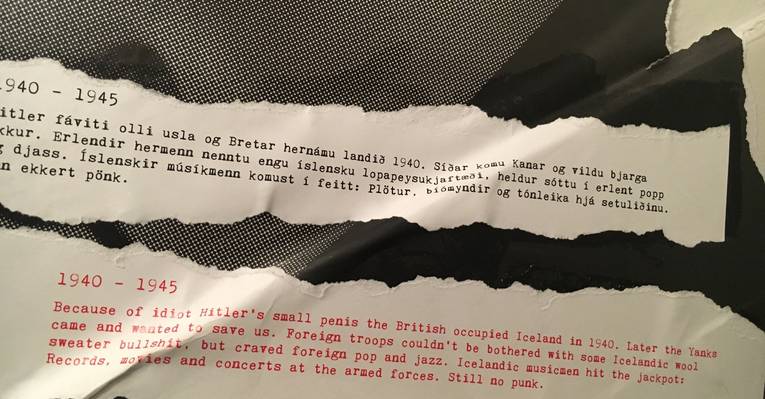 940 - 1945
itler fáviti olli usla og Bretar hernámu landið 1940. Síðar komu Kanar og vildu bjarga
kkur. Erlendir hermenn nenntu engu íslensku lopapeysukjaftæði, heldur sóttu í erlent popp
g djass. Íslenskir músíkmenn komust í feitt: Plötur, bíómyndir og tónleika hjá setuliðinu.
n ekkert pönk.
1940 - 1945
Because of idiot Hitler's small penis the British occupied Iceland in 1940. Later the Yanks
came and wanted to save us. Foreign troops couldn't be bothered with some Icelandic wool
sweater bullshit, but craved foreign pop and jazz. Icelandic musicmen hit the jackpot:
Records, movies and concerts at the armed forces. Still no punk.